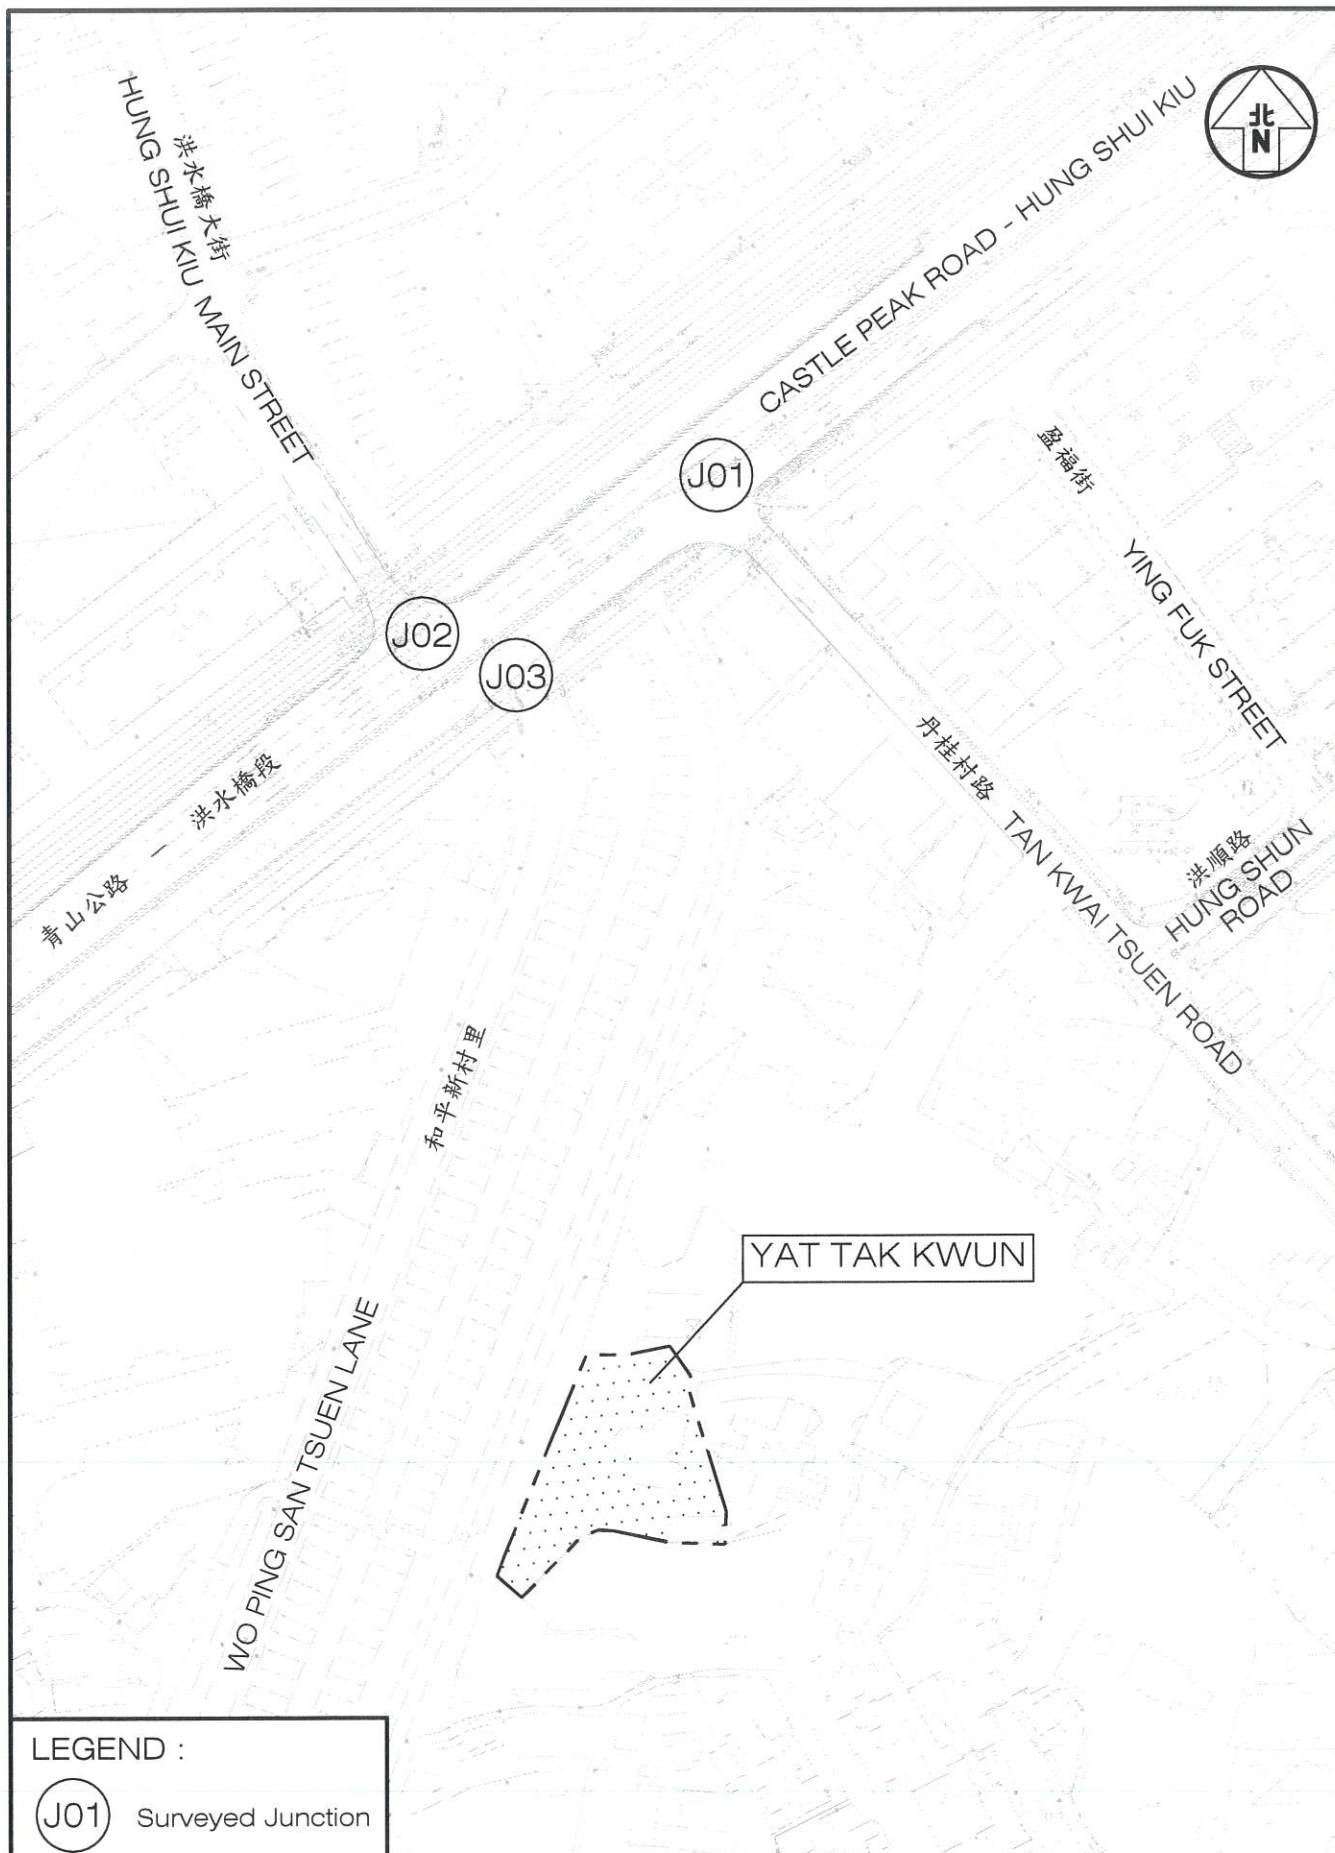 北
N
洪水橋大街
HUNG SHUI KIU MAIN STREET
CASTLE PEAK ROAD - HUNG SHUI KIU
J01
盈福街
YING FUK STREET
J02
J03
丹桂村路 TAN KWAI TSUEN ROAD
洪順路
HUNG SHUN
ROAD
青山公路 － 洪水橋段
和平新村里
WO PING SAN TSUEN LANE
YAT TAK KWUN
LEGEND :
J01 Surveyed Junction